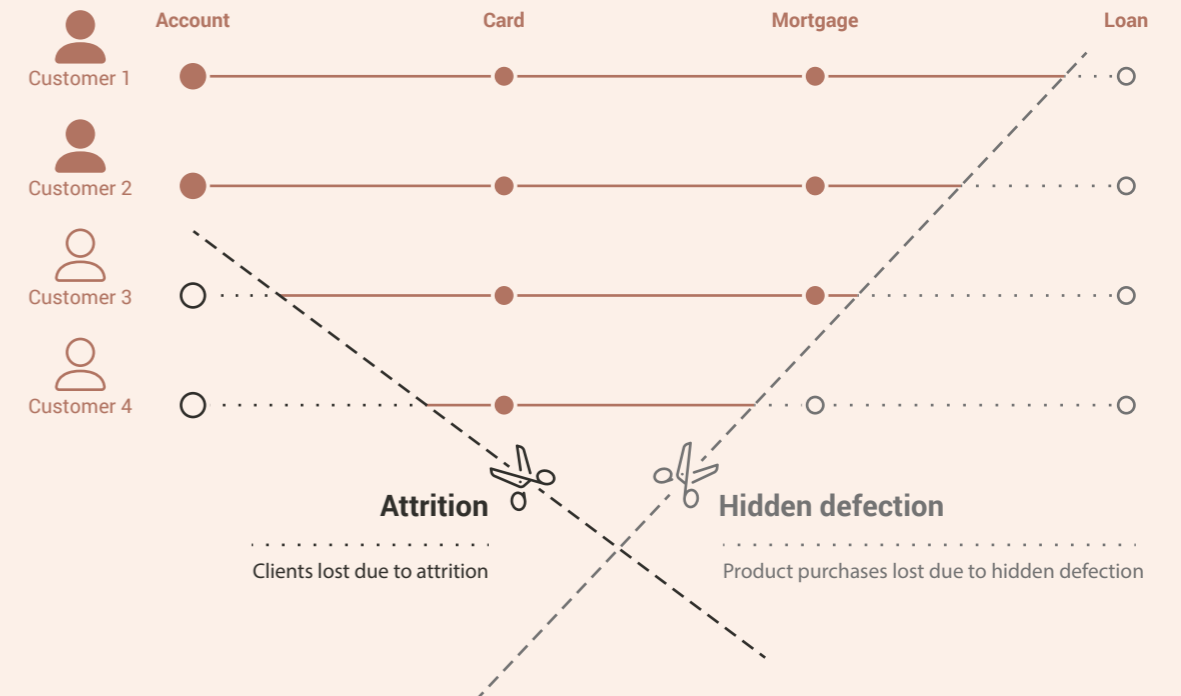 Account Card Mortgage Loan
Customer 1
Customer 2
Customer 3
Customer 4
Attrition
Clients lost due to attrition
Hidden defection
Product purchases lost due to hidden defection